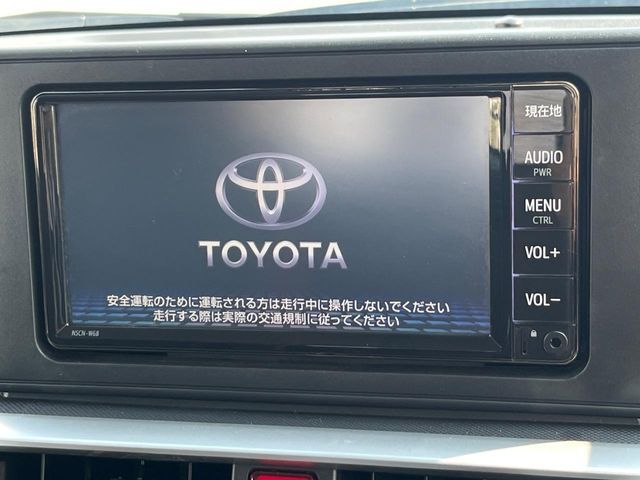 現在地
AUDIO
PWR
MENU
CTRL
VOL+
VOL-
TOYOTA
安全運転のために運転される方は走行中に操作しないでください
走行する際は実際の交通規制に従ってください
NSCN-W68